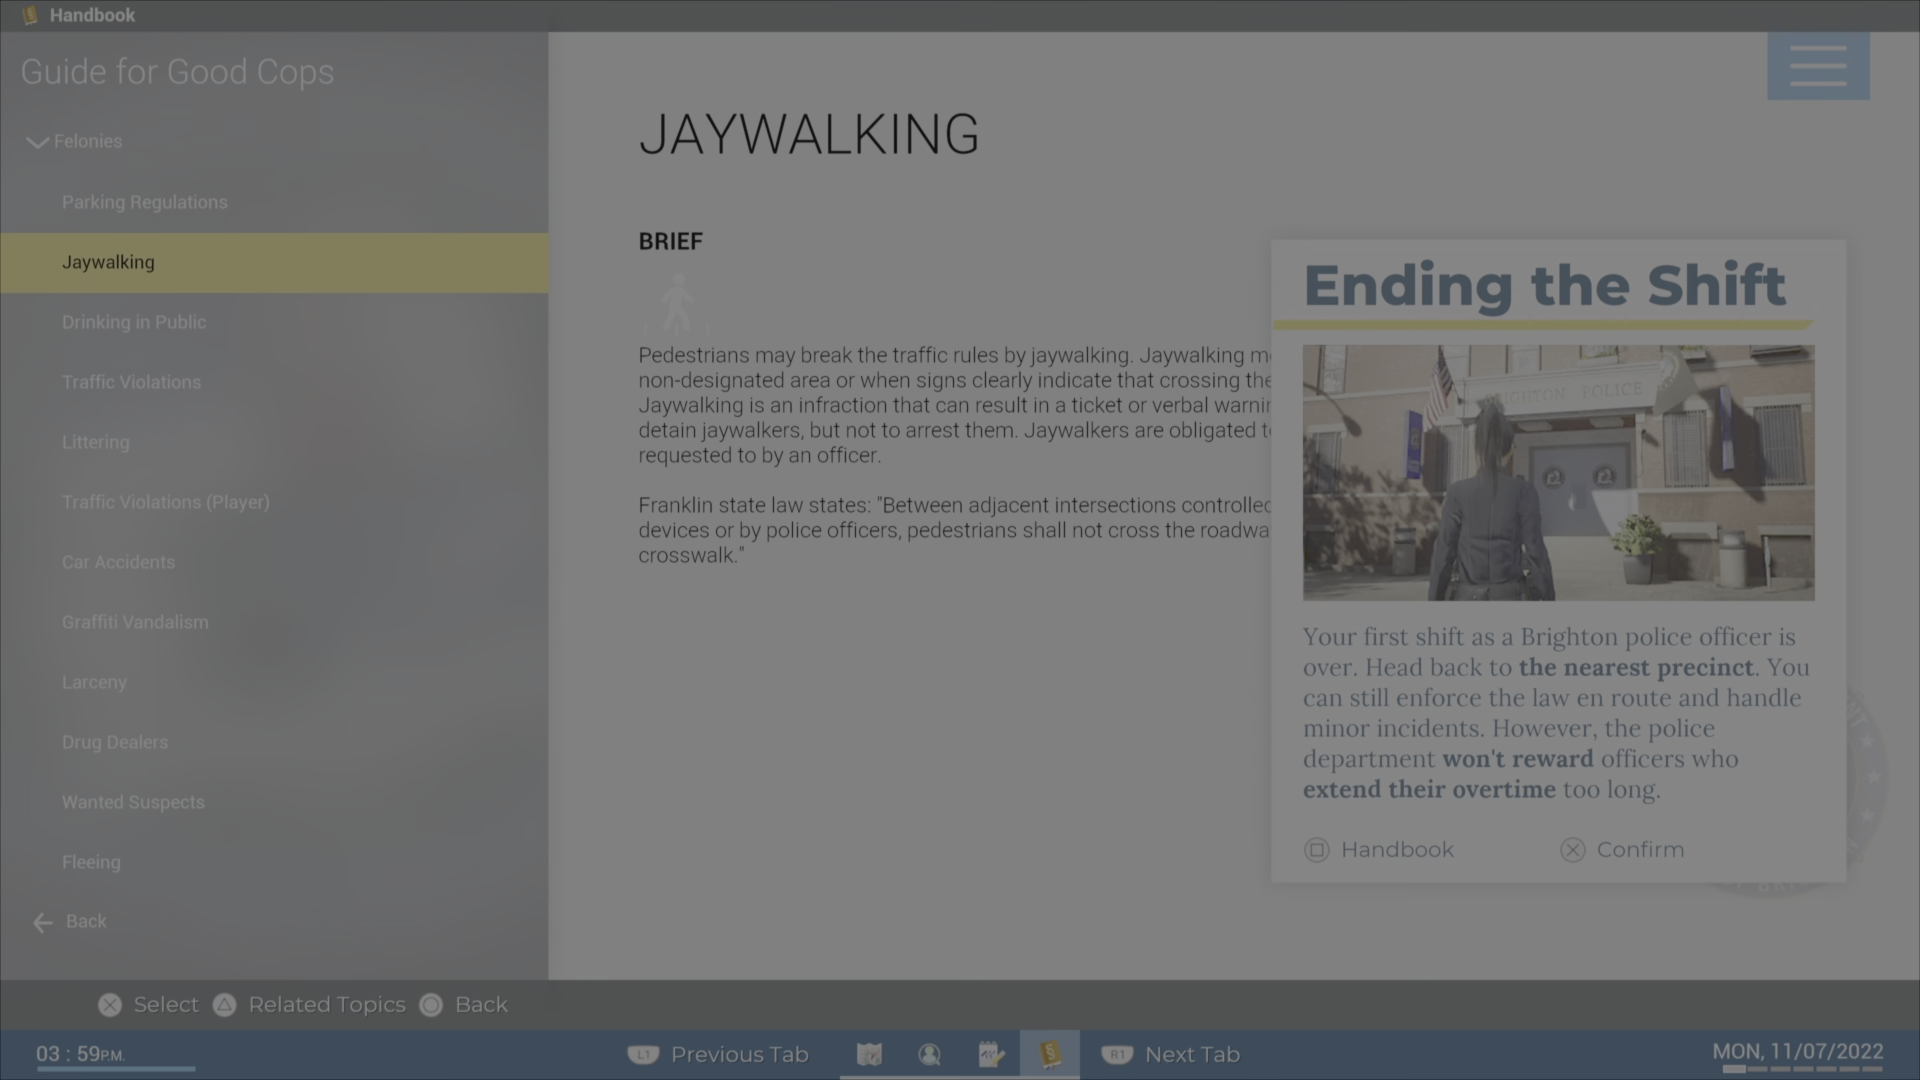 Handbook
Guide for Good Cops
Felonies
Parking Regulations
Jaywalking
Drinking in Public
Traffic Violations
Littering
Traffic Violations (Player)
Car Accidents
Graffiti Vandalism
Larceny
Drug Dealers
Wanted Suspects
Fleeing
Back
JAYWALKING
BRIEF
Pedestrians may break the traffic rules by jaywalking. Jaywalking
non-designated area or when signs clearly indicate that crossing the
Jaywalking is an infraction that can result in a ticket or verbal
detain jaywalkers, but not to arrest them. Jaywalkers are obligated
requested to by an officer.
Franklin state law states: "Between adjacent intersections controlled
devices or by police officers, pedestrians shall not cross the
crosswalk."
Ending the Shift
BRIGHTON POLICE
Your first shift as a Brighton police officer is
over. Head back to the nearest precinct. You
can still enforce the law en route and handle
minor incidents. However, the police
department won't reward officers who
extend their overtime too long.
Handbook
Confirm
Select
Related Topics
Back
03 : 59 P.M.
L1 Previous Tab
R1 Next Tab
MON, 11/07/2022